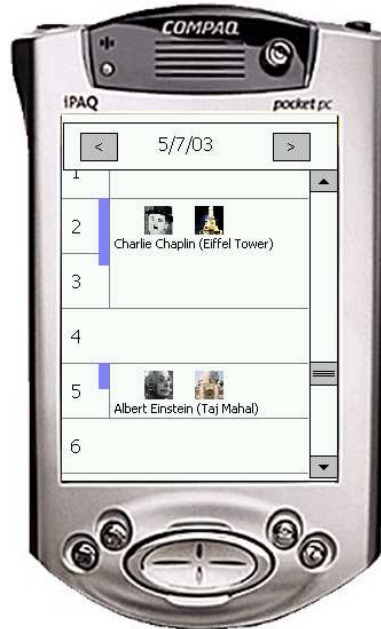 COMPAQ
iPAQ pocket pc
< 5/7/03 >
1
2
Charlie Chaplin (Eiffel Tower)
3
4
5
Albert Einstein (Taj Mahal)
6